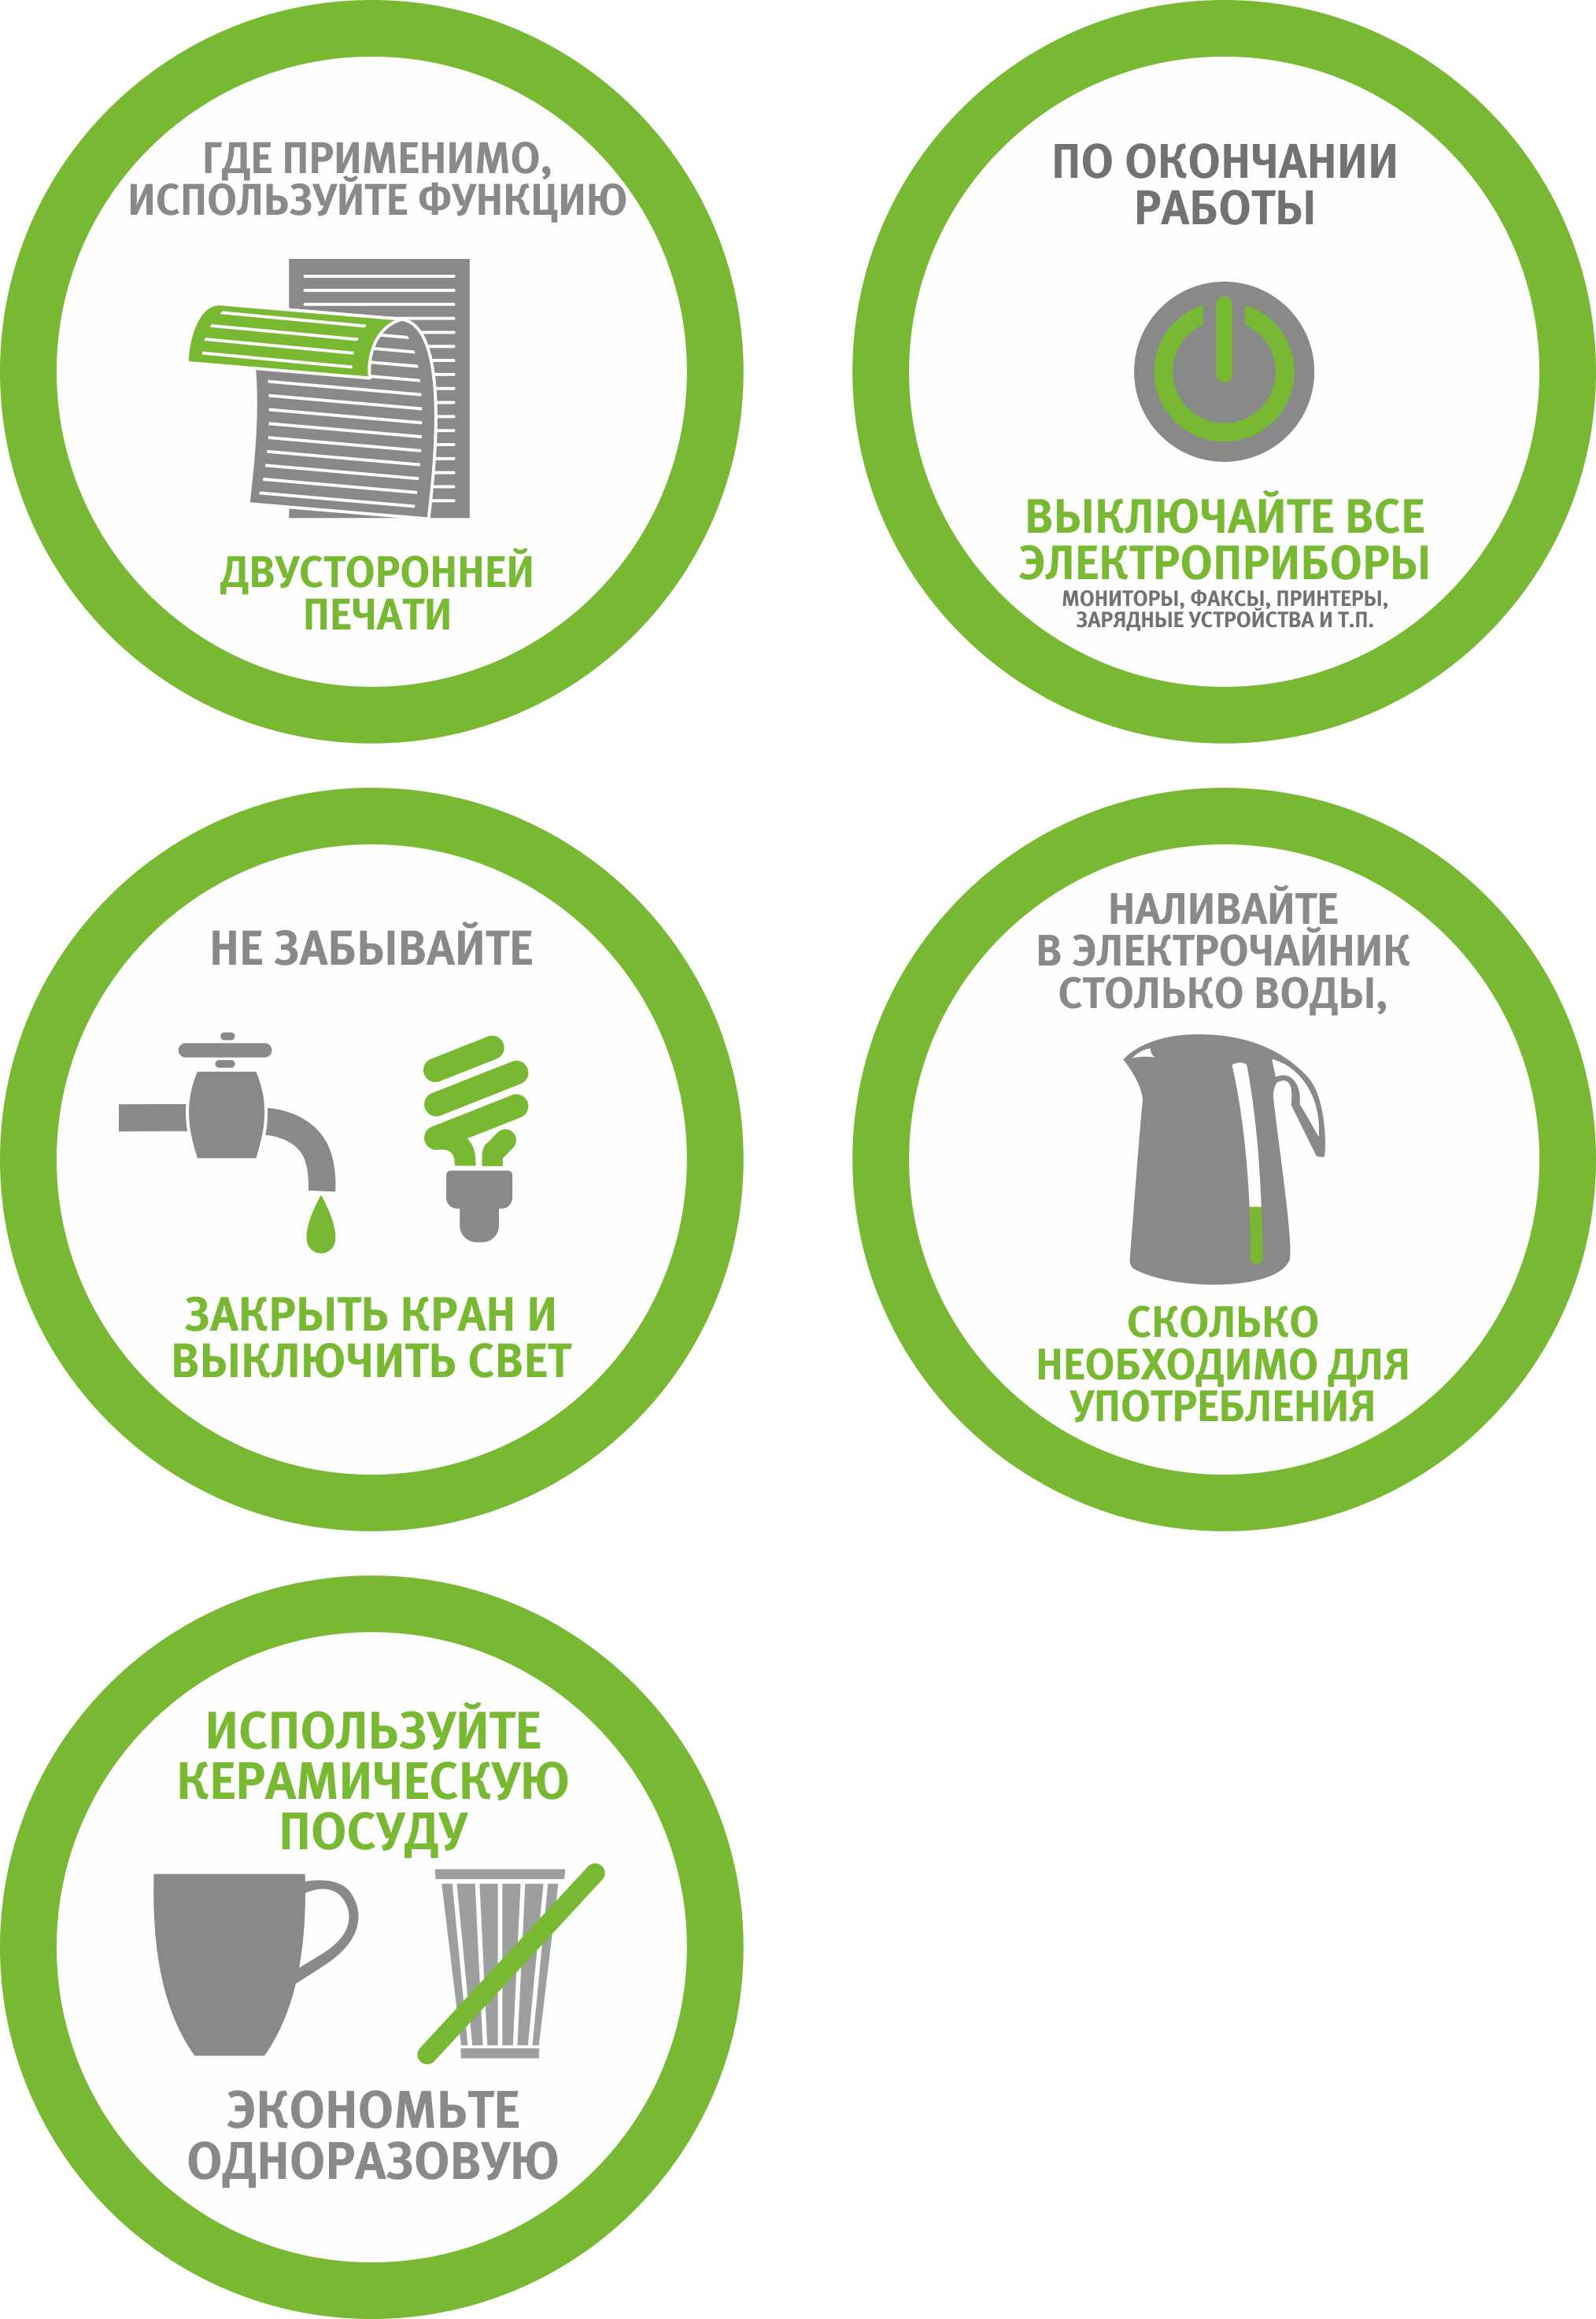 ГДЕ ПРИМЕНИМО,
ИСПОЛЬЗУЙТЕ ФУНКЦИЮ
ДВУСТОРОННЕЙ
ПЕЧАТИ
ПО ОКОНЧАНИИ
РАБОТЫ
ВЫКЛЮЧАЙТЕ ВСЕ
ЭЛЕКТРОПРИБОРЫ
МОНИТОРЫ, ФАКСЫ, ПРИНТЕРЫ,
ЗАРЯДНЫЕ УСТРОЙСТВА И Т.П.
НЕ ЗАБЫВАЙТЕ
ЗАКРЫТЬ КРАН И
ВЫКЛЮЧИТЬ СВЕТ
НАЛИВАЙТЕ
В ЭЛЕКТРОЧАЙНИК
СТОЛЬКО ВОДЫ,
СКОЛЬКО
НЕОБХОДИМО ДЛЯ
УПОТРЕБЛЕНИЯ
ИСПОЛЬЗУЙТЕ
КЕРАМИЧЕСКУЮ
ПОСУДУ
ЭКОНОМЬТЕ
ОДНОРАЗОВУЮ